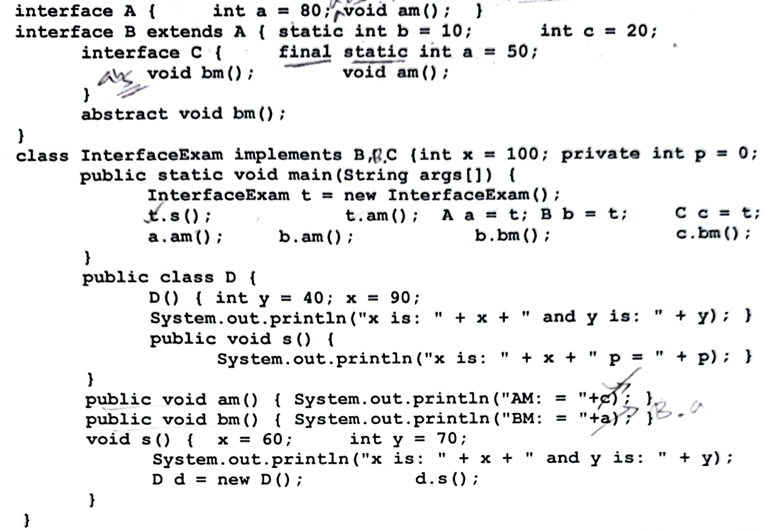 interface A {     int a = 80; void am();  }
interface B extends A { static int b = 10;     int c = 20;
interface C {    final static int a = 50;
abs void bm();        void am();
}
abstract void bm();
}
class InterfaceExam implements B,B.C {int x = 100; private int p = 0;
public static void main(String args[]) {
InterfaceExam t = new InterfaceExam();
t.s();          t.am();  A a = t; B b = t;    C c = t;
a.am();    b.am();        b.bm();        c.bm();
}
public class D {
D() { int y = 40; x = 90;
System.out.println("x is: " + x + " and y is: " + y); }
public void s() {
System.out.println("x is: " + x + " p = " + p); }
}
public void am() { System.out.println("AM: = "+c); }
public void bm() { System.out.println("BM: = "+a); } B.a
void s() {  x = 60;     int y = 70;
System.out.println("x is: " + x + " and y is: " + y);
D d = new D();        d.s();
}
}